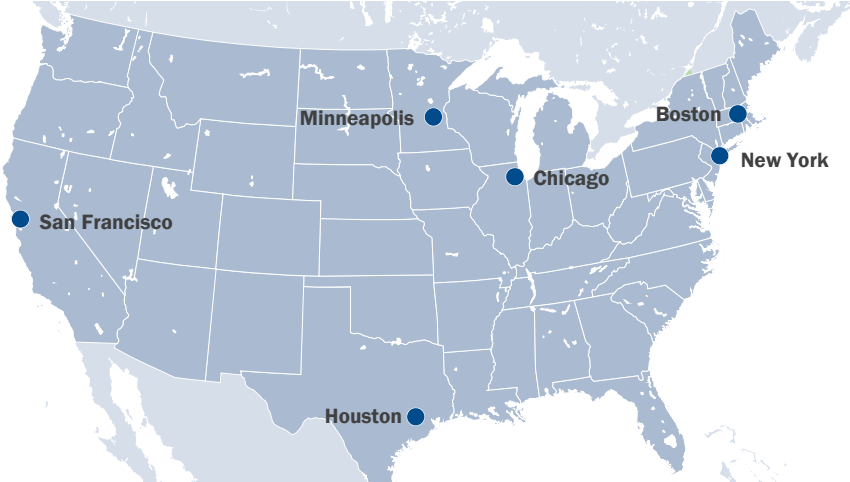 Minneapolis
Boston
New York
Chicago
San Francisco
Houston